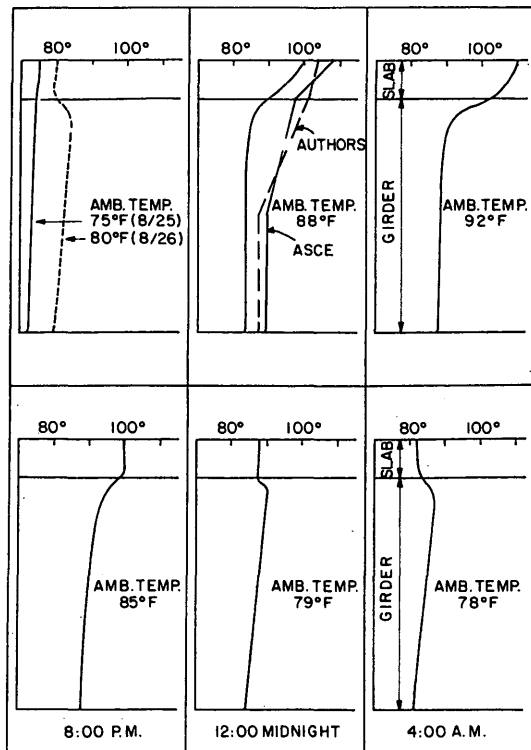 80° 100°
80° 100°
80° 100°
SLAB
AUTHORS
AMB. TEMP.
75°F (8/25)
80°F (8/26)
AMB. TEMP.
88°F
ASCE
GIRDER
AMB. TEMP.
92°F
80° 100°
80° 100°
80° 100°
SLAB
GIRDER
AMB. TEMP.
85°F
AMB. TEMP.
79°F
AMB. TEMP.
78°F
8:00 P.M.
12:00 MIDNIGHT
4:00 A.M.